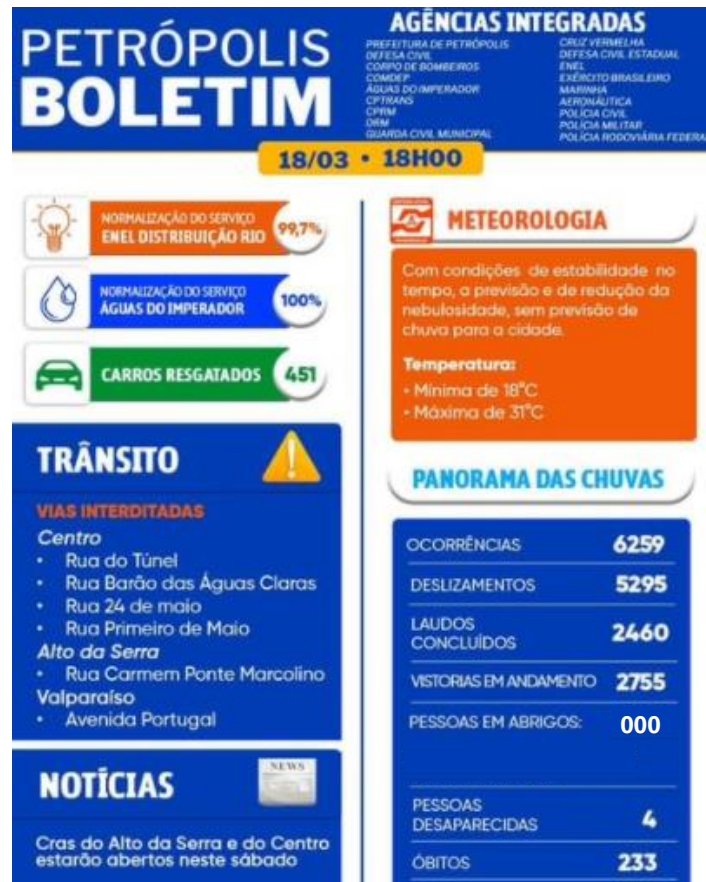 PETRÓPOLIS
BOLETIM
AGÊNCIAS INTEGRADAS
PREFEITURA DE PETRÓPOLIS
DEFESA CIVIL
CORPO DE BOMBEIROS
COMDEP
ÁGUAS DO IMPERADOR
CPTRANS
CPRM
DRM
GUARDA CIVIL MUNICIPAL
CRUZ VERMELHA
DEFESA CIVIL ESTADUAL
ENEL
EXÉRCITO BRASILEIRO
MARINHA
AERONÁUTICA
POLÍCIA CIVIL
POLÍCIA MILITAR
POLÍCIA RODOVIÁRIA FEDERA
18/03 • 18H00
NORMALIZAÇÃO DO SERVIÇO
ENEL DISTRIBUIÇÃO RIO 99,7%
NORMALIZAÇÃO DO SERVIÇO
ÁGUAS DO IMPERADOR 100%
CARROS RESGATADOS 451
TRÂNSITO
VIAS INTERDITADAS
Centro
• Rua do Túnel
• Rua Barão das Águas Claras
• Rua 24 de maio
• Rua Primeiro de Maio
Alto da Serra
• Rua Carmem Ponte Marcolino
Valparaíso
• Avenida Portugal
NOTÍCIAS
NEWS
Cras do Alto da Serra e do Centro
estarão abertos neste sábado
METEOROLOGIA
Com condições de estabilidade no
tempo, a previsão e de redução da
nebulosidade, sem previsão de
chuva para a cidade.
Temperatura:
• Mínima de 18°C
• Máxima de 31°C
PANORAMA DAS CHUVAS
OCORRÊNCIAS 6259
DESLIZAMENTOS 5295
LAUDOS
CONCLUÍDOS 2460
VISTORIAS EM ANDAMENTO 2755
PESSOAS EM ABRIGOS: 000
PESSOAS
DESAPARECIDAS 4
ÓBITOS 233